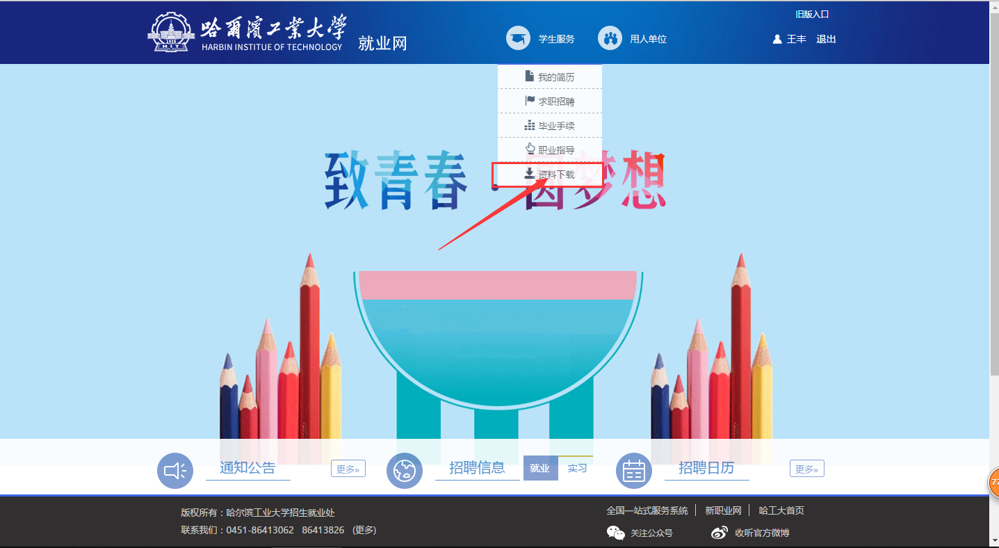 旧版入口
哈爾濱工業大學
HARBIN INSTITUE OF TECHNOLOGY
就业网
学生服务
用人单位
王丰 退出
我的简历
求职招聘
毕业手续
职业指导
资料下载
致青春·圆梦想
通知公告
更多»
招聘信息
就业
实习
招聘日历
更多»
版权所有：哈尔滨工业大学招生就业处
联系我们：0451-86413062 86413826 (更多)
全国一站式服务系统 | 新职业网 | 哈工大首页
关注公众号
收听官方微博